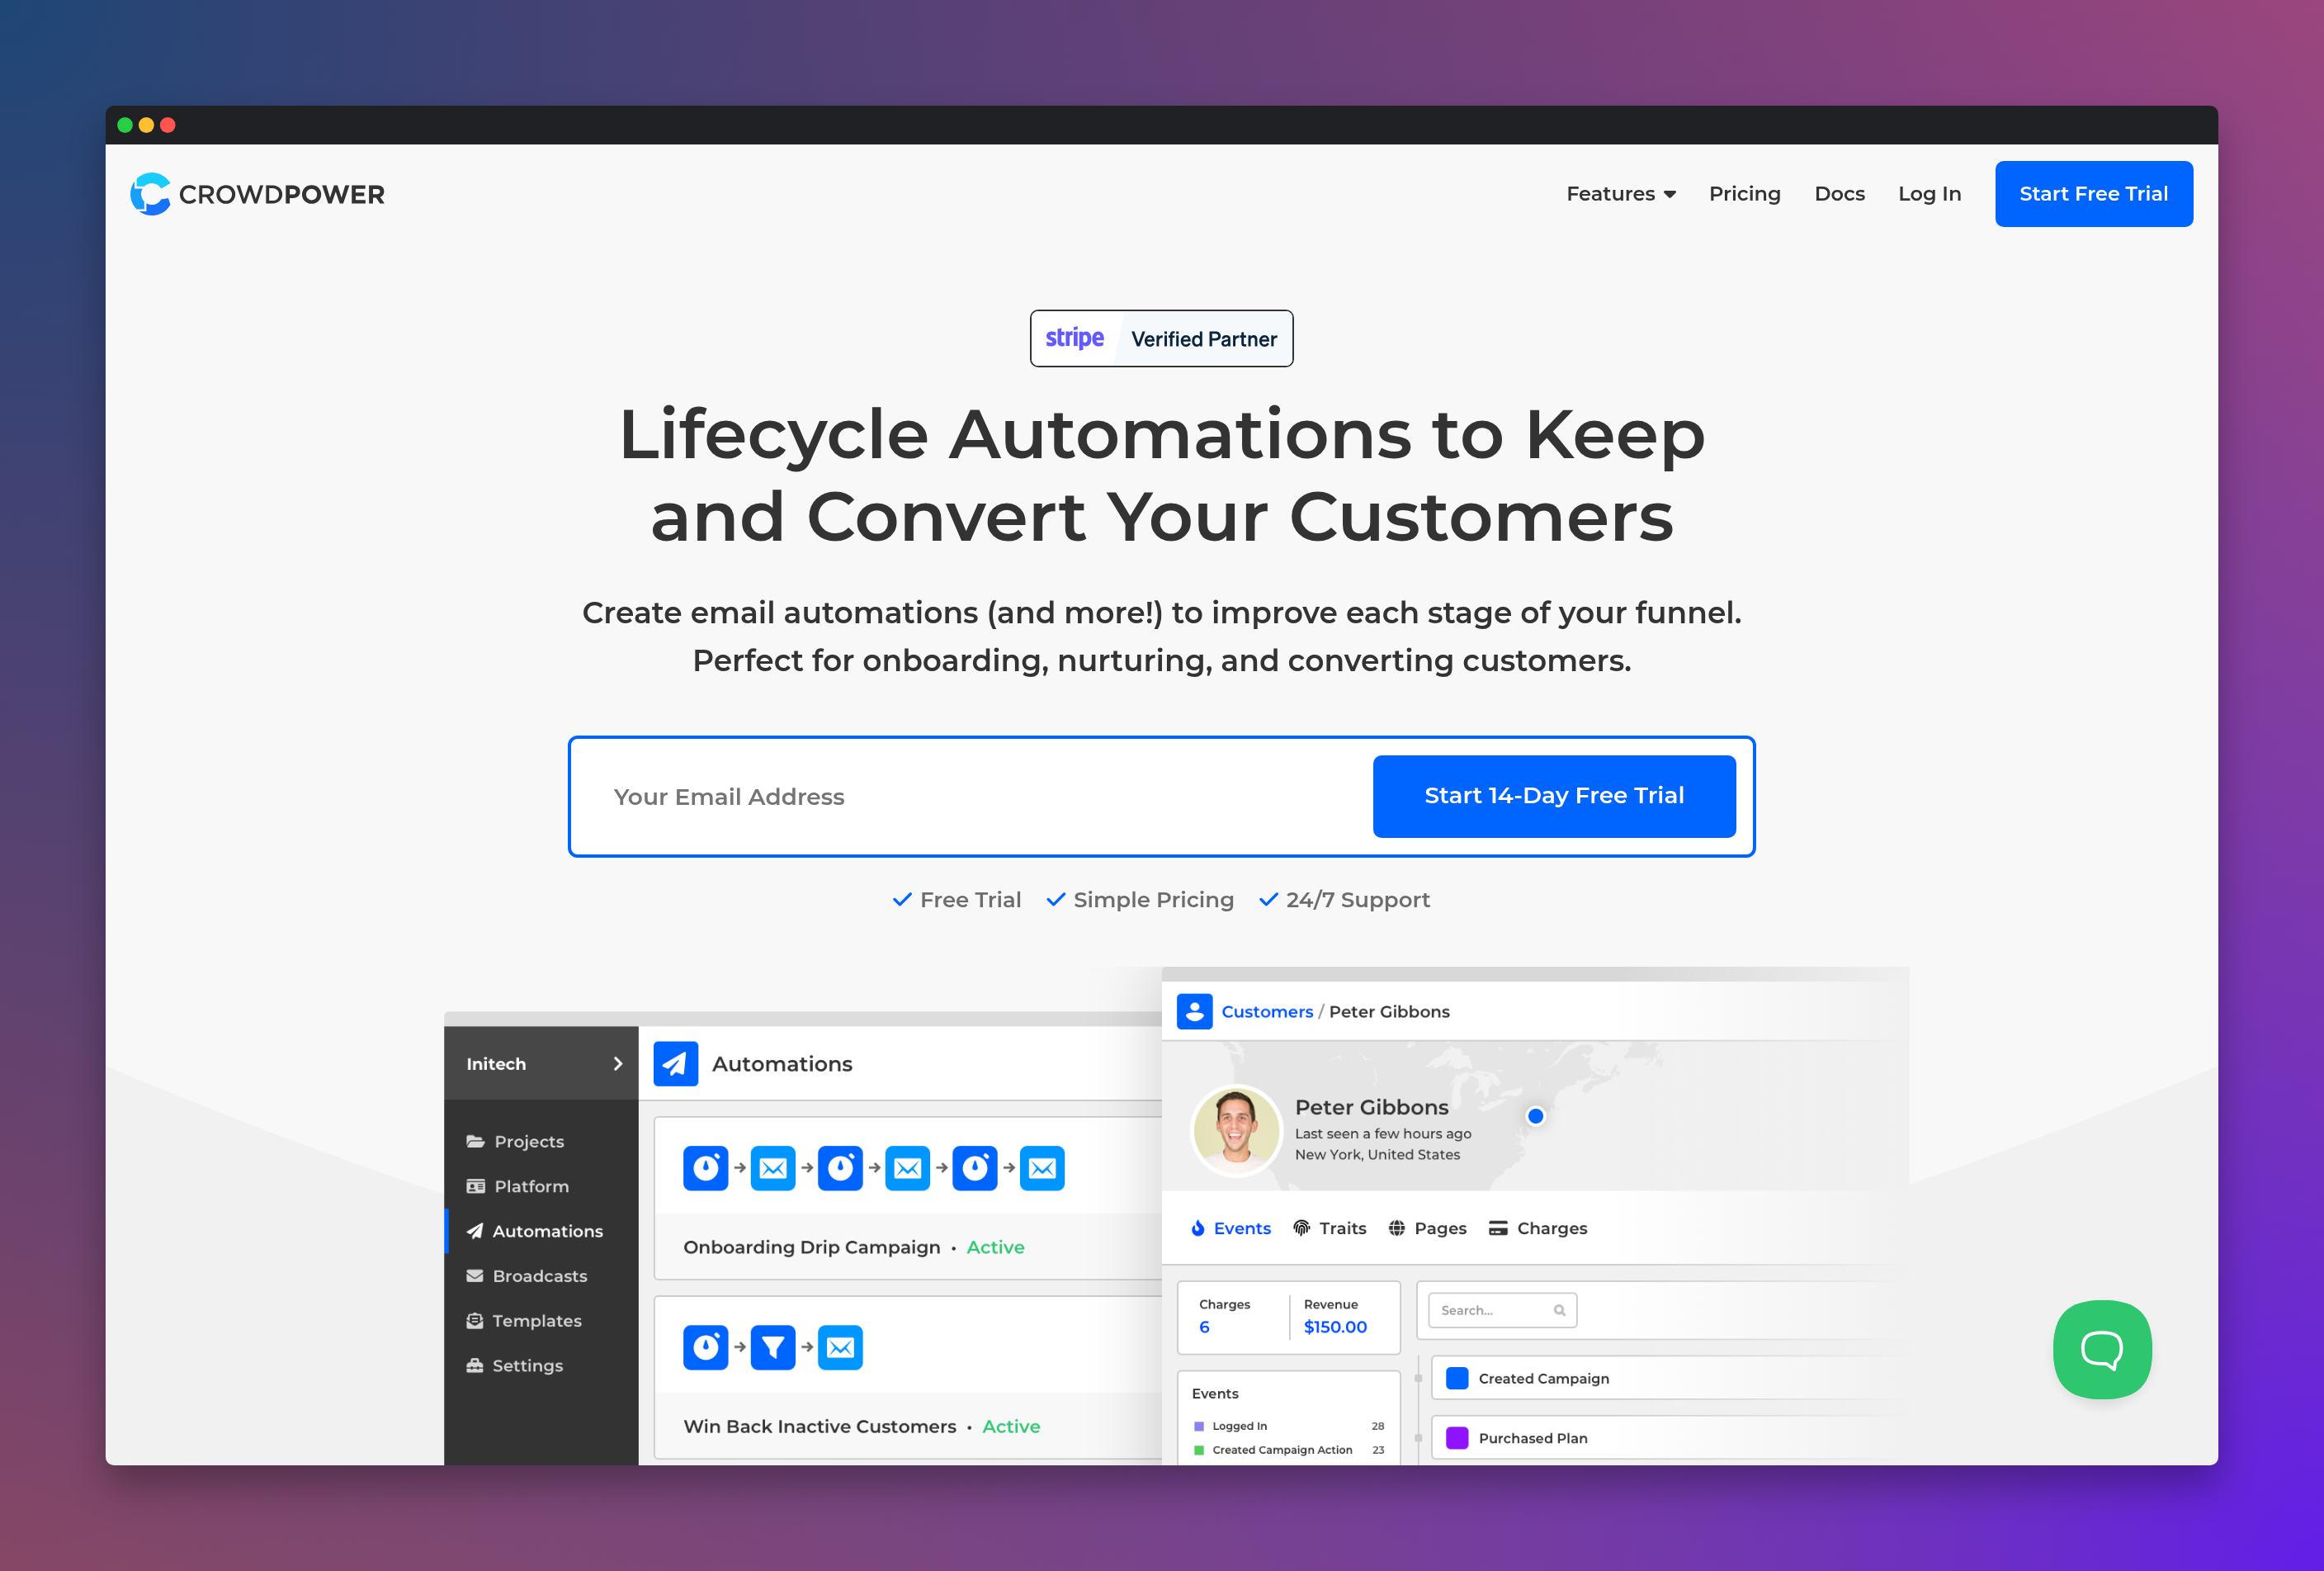 CROWDPOWER
Features
Pricing
Docs
Log In
Start Free Trial
stripe
Verified Partner
Lifecycle Automations to Keep
and Convert Your Customers
Create email automations (and more!) to improve each stage of your funnel.
Perfect for onboarding, nurturing, and converting customers.
Your Email Address
Start 14-Day Free Trial
Free Trial
Simple Pricing
24/7 Support
Initech
Projects
Platform
Automations
Broadcasts
Templates
Settings
Automations
Onboarding Drip Campaign • Active
Win Back Inactive Customers • Active
Customers / Peter Gibbons
Peter Gibbons
Last seen a few hours ago
New York, United States
Events
Traits
Pages
Charges
Charges
6
Revenue
$150.00
Events
Logged In 28
Created Campaign Action 23
Search...
Created Campaign
Purchased Plan